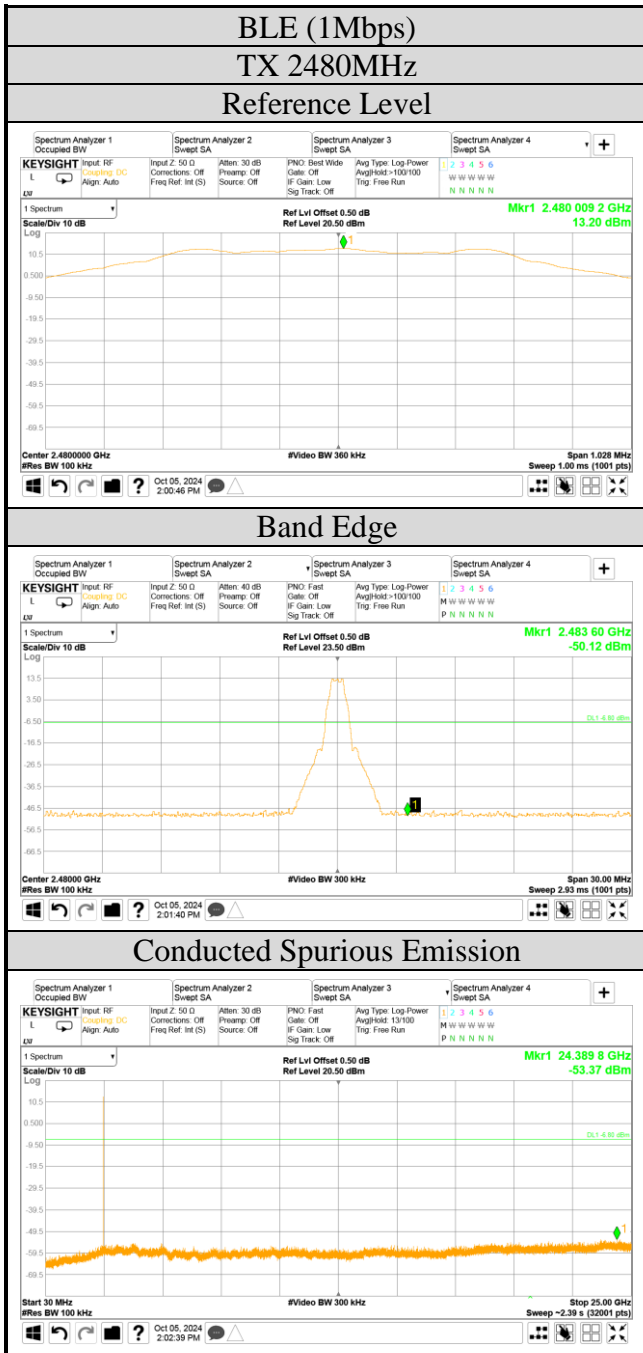 BLE (1Mbps)
TX 2480MHz
Reference Level
Spectrum Analyzer 1 Occupied BW
Spectrum Analyzer 2 Swept SA
Spectrum Analyzer 3 Swept SA
Spectrum Analyzer 4 Swept SA
KEYSIGHT Input: RF Input Z: 50 Ω Atten: 30 dB PNO: Best Wide Avg Type: Log-Power 1 2 3 4 5 6
L Coupling: DC Corrections: Off Preamp: Off Gate: Off Avg|Hold:>100/100 W W W W W
Align: Auto Freq Ref: Int (S) Source: Off IF Gain: Low Trig: Free Run N N N N N
LXI Sig Track: Off
1 Spectrum Ref Lvl Offset 0.50 dB Mkr1 2.480 009 2 GHz
Scale/Div 10 dB Ref Level 20.50 dBm 13.20 dBm
Log
1
10.5
0.500
-9.50
-19.5
-29.5
-39.5
-49.5
-59.5
-69.5
Center 2.4800000 GHz #Video BW 360 kHz Span 1.028 MHz
#Res BW 100 kHz Sweep 1.00 ms (1001 pts)
? Oct 05, 2024
2:00:46 PM
Band Edge
Spectrum Analyzer 1 Occupied BW
Spectrum Analyzer 2 Swept SA
Spectrum Analyzer 3 Swept SA
Spectrum Analyzer 4 Swept SA
KEYSIGHT Input: RF Input Z: 50 Ω Atten: 40 dB PNO: Fast Avg Type: Log-Power 1 2 3 4 5 6
L Coupling: DC Corrections: Off Preamp: Off Gate: Off Avg|Hold:>100/100 M W W W W W
Align: Auto Freq Ref: Int (S) Source: Off IF Gain: Low Trig: Free Run P N N N N N
LXI Sig Track: Off
1 Spectrum Ref Lvl Offset 0.50 dB Mkr1 2.483 60 GHz
Scale/Div 10 dB Ref Level 23.50 dBm -50.12 dBm
Log
13.5
3.50
-6.50
DL1 -6.80 dBm
-16.5
-26.5
-36.5
-46.5
1
-56.5
-66.5
Center 2.48000 GHz #Video BW 300 kHz Span 30.00 MHz
#Res BW 100 kHz Sweep 2.93 ms (1001 pts)
? Oct 05, 2024
2:01:40 PM
Conducted Spurious Emission
Spectrum Analyzer 1 Occupied BW
Spectrum Analyzer 2 Swept SA
Spectrum Analyzer 3 Swept SA
Spectrum Analyzer 4 Swept SA
KEYSIGHT Input: RF Input Z: 50 Ω Atten: 30 dB PNO: Fast Avg Type: Log-Power 1 2 3 4 5 6
L Coupling: DC Corrections: Off Preamp: Off Gate: Off Avg|Hold: 13/100 M W W W W W
Align: Auto Freq Ref: Int (S) Source: Off IF Gain: Low Trig: Free Run P N N N N N
LXI Sig Track: Off
1 Spectrum Ref Lvl Offset 0.50 dB Mkr1 24.389 8 GHz
Scale/Div 10 dB Ref Level 20.50 dBm -53.37 dBm
Log
10.5
0.500
DL1 -6.80 dBm
-9.50
-19.5
-29.5
-39.5
-49.5
1
-59.5
-69.5
Start 30 MHz #Video BW 300 kHz Stop 25.00 GHz
#Res BW 100 kHz Sweep ~2.39 s (32001 pts)
? Oct 05, 2024
2:02:39 PM